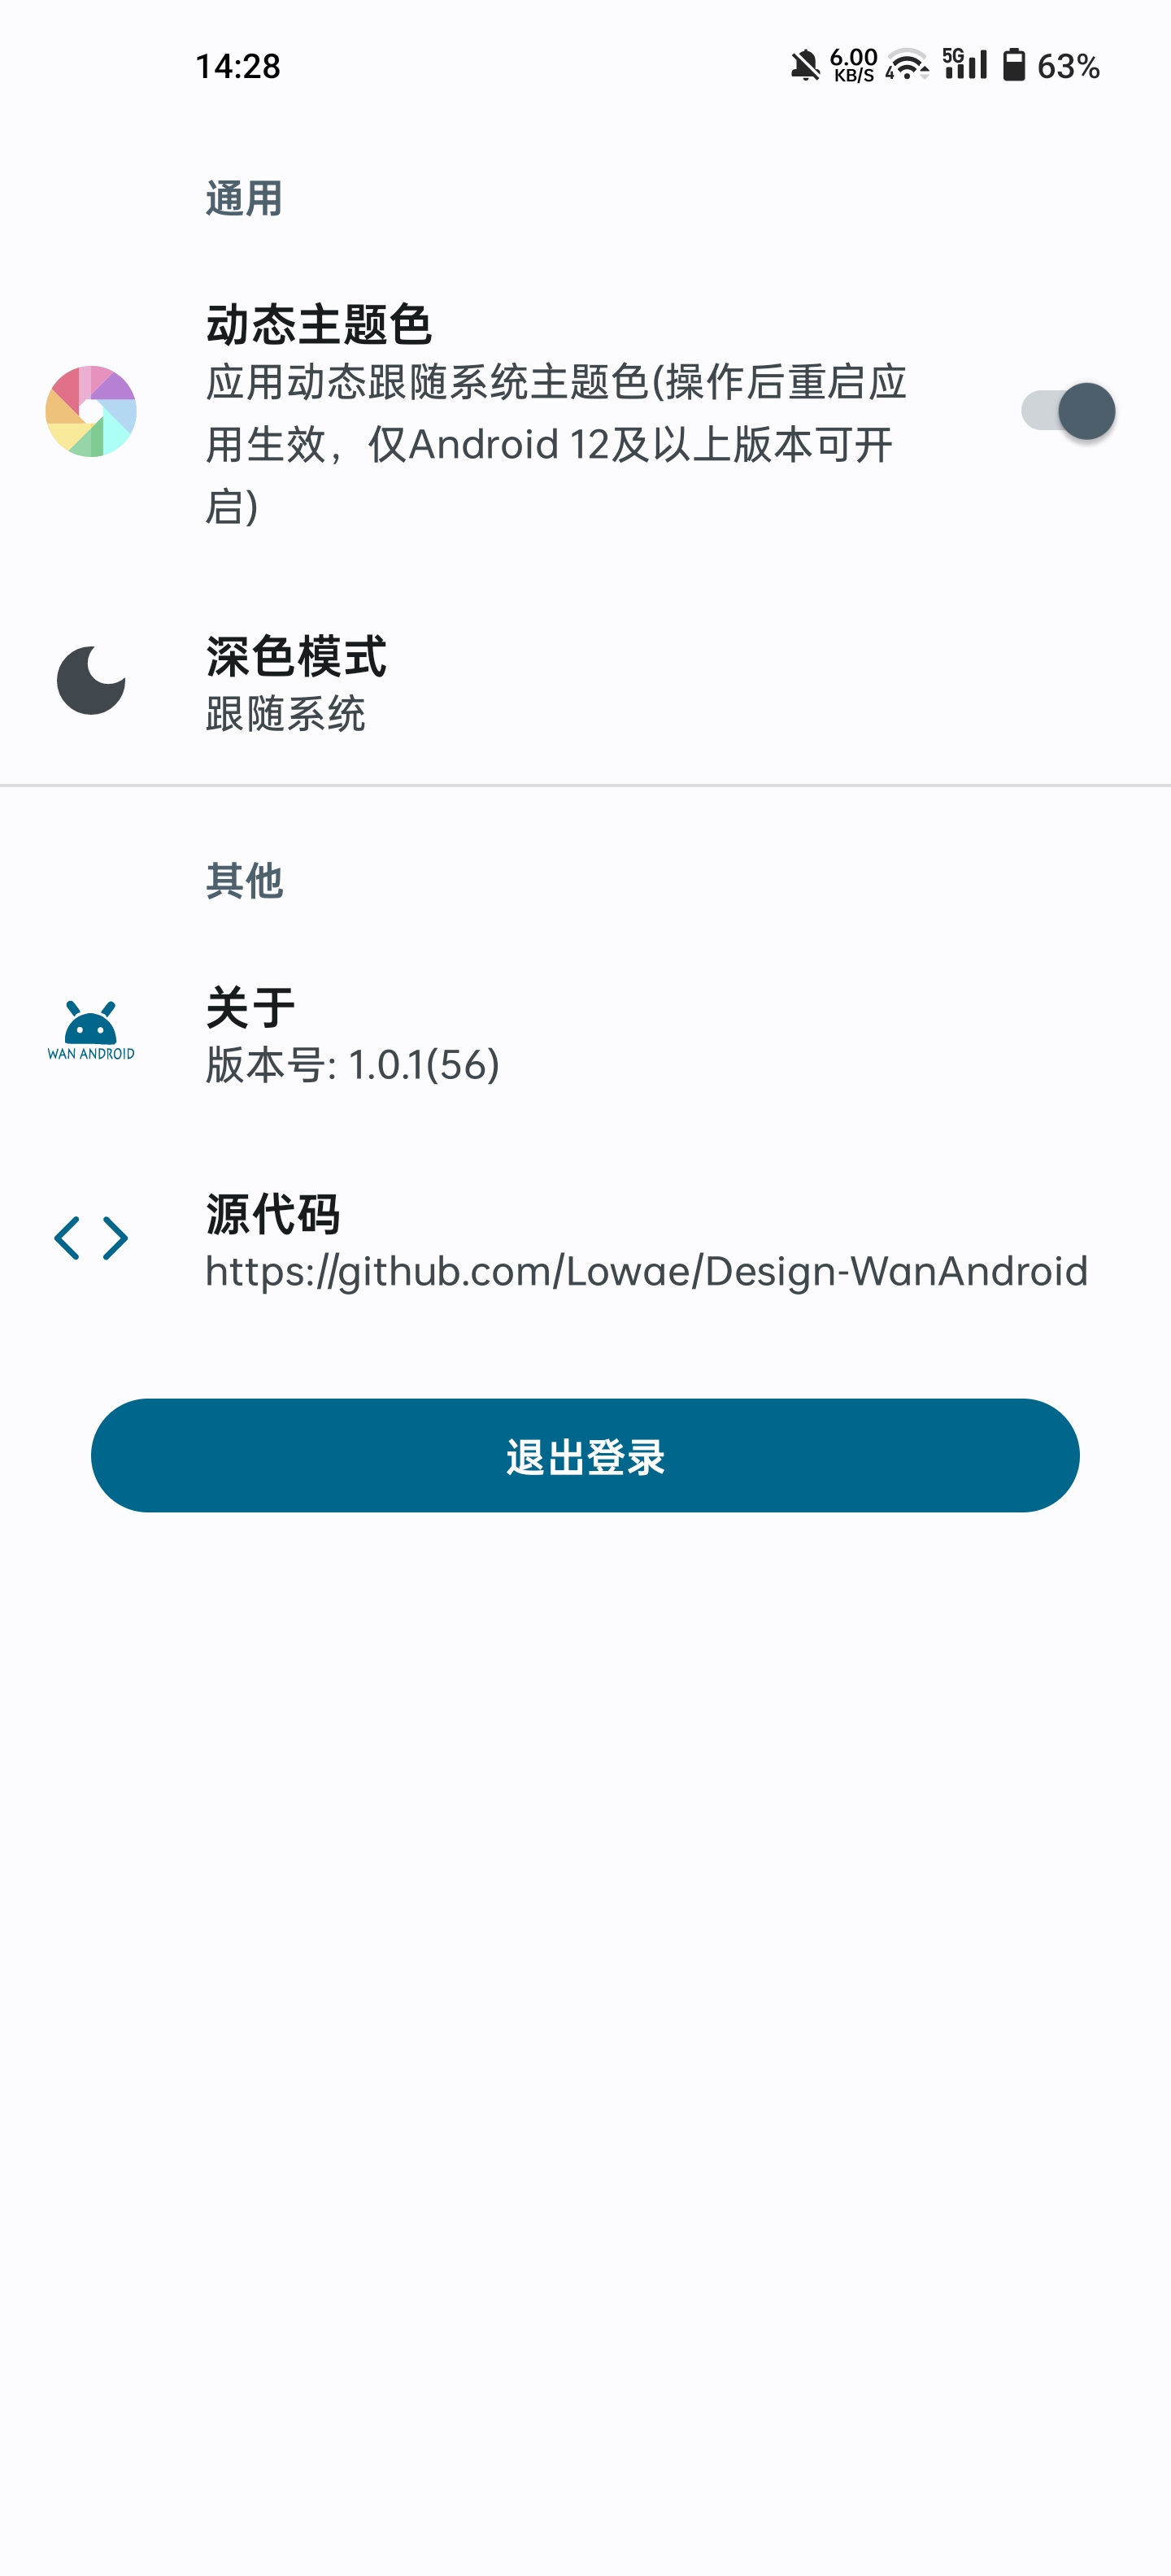 14:28
6.00
KB/S
4
5G
63%
通用
动态主题色
应用动态跟随系统主题色(操作后重启应
用生效，仅Android 12及以上版本可开
启)
深色模式
跟随系统
其他
关于
WAN ANDROID
版本号: 1.0.1(56)
源代码
https://github.com/Lowae/Design-WanAndroid
退出登录